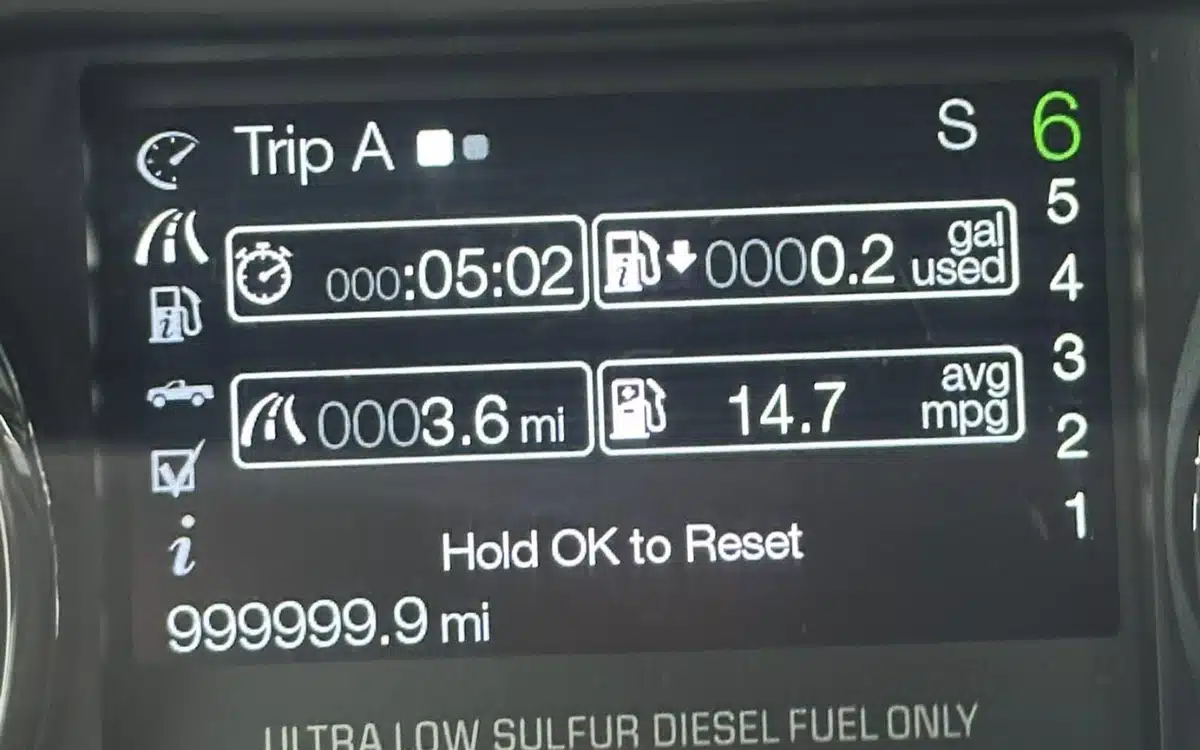 Trip A
S 6
5
000:05:02
0000.2 gal used
4
3
0003.6 mi
14.7 avg mpg
2
1
Hold OK to Reset
i
999999.9 mi
ULTRA LOW SULFUR DIESEL FUEL ONLY